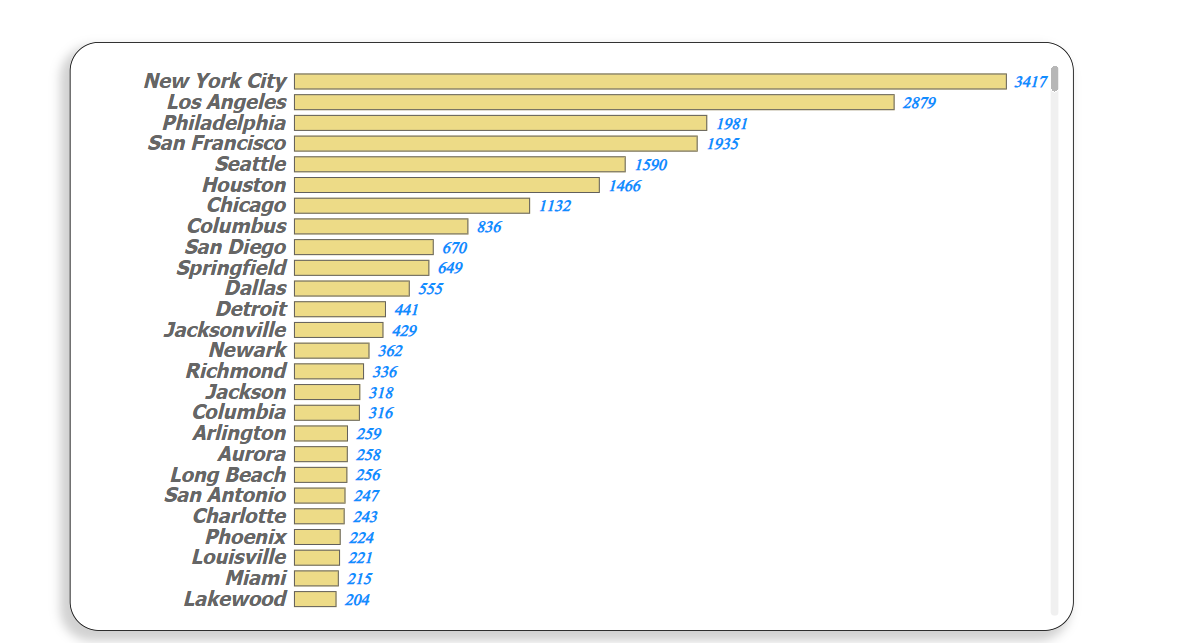 New York City 3417
Los Angeles 2879
Philadelphia 1981
San Francisco 1935
Seattle 1590
Houston 1466
Chicago 1132
Columbus 836
San Diego 670
Springfield 649
Dallas 555
Detroit 441
Jacksonville 429
Newark 362
Richmond 336
Jackson 318
Columbia 316
Arlington 259
Aurora 258
Long Beach 256
San Antonio 247
Charlotte 243
Phoenix 224
Louisville 221
Miami 215
Lakewood 204